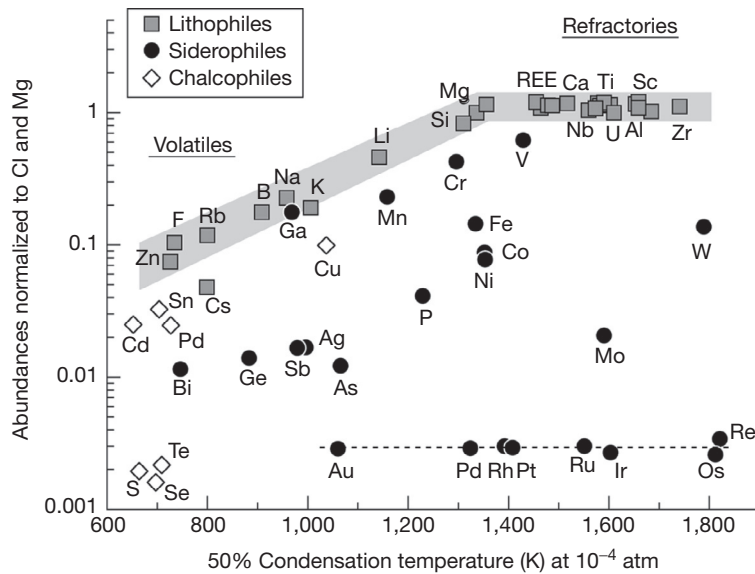 Lithophiles
Siderophiles
Chalcophiles
Refractories
Volatiles
Mg
REE
Ca
Ti
Sc
Si
Nb
U
Al
Zr
Li
V
Cr
Na
K
B
Mn
F
Rb
Ga
Fe
W
Zn
Cu
Co
Ni
Cs
Sn
P
Cd
Pd
Ag
Mo
Bi
Ge
Sb
As
Te
Re
S
Se
Au
Pd
Rh
Pt
Ru
Ir
Os
1
0.1
0.01
0.001
600
800
1,000
1,200
1,400
1,600
1,800
Abundances normalized to Cl and Mg
50% Condensation temperature (K) at 10⁻⁴ atm